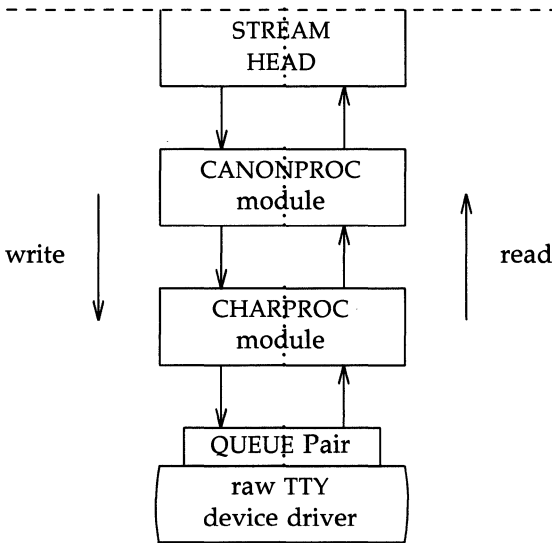 STREAM
HEAD
CANONPROC
module
write
read
CHARPROC
module
QUEUE Pair
raw TTY
device driver